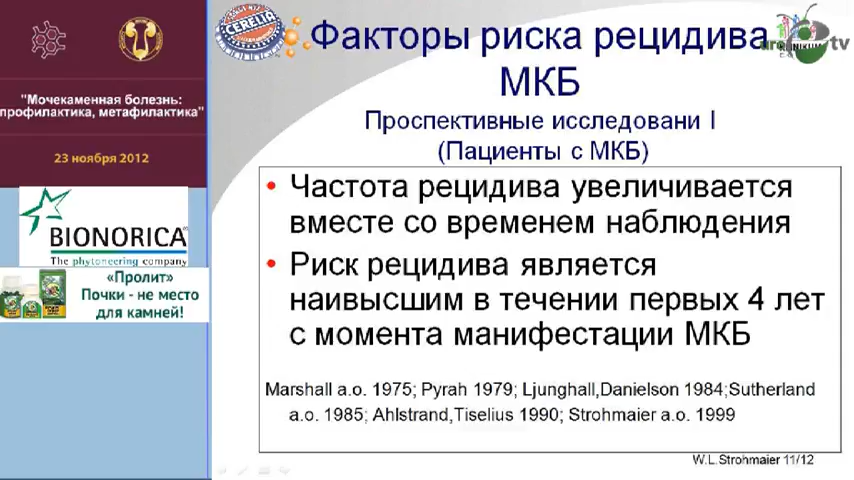 "Мочекаменная болезнь:
профилактика, метафилактика"
23 ноября 2012
BIONORICA
The phytoneering company
«Пролит»
Почки - не место
для камней!
CERELIA
tv
Факторы риска рецидива
МКБ
Проспективные исследовани I
(Пациенты с МКБ)
• Частота рецидива увеличивается
вместе со временем наблюдения
• Риск рецидива является
наивысшим в течении первых 4 лет
с момента манифестации МКБ
Marshall a.o. 1975; Pyrah 1979; Ljunghall,Danielson 1984;Sutherland
a.o. 1985; Ahlstrand,Tiselius 1990; Strohmaier a.o. 1999
W.L.Strohmaier 11/12